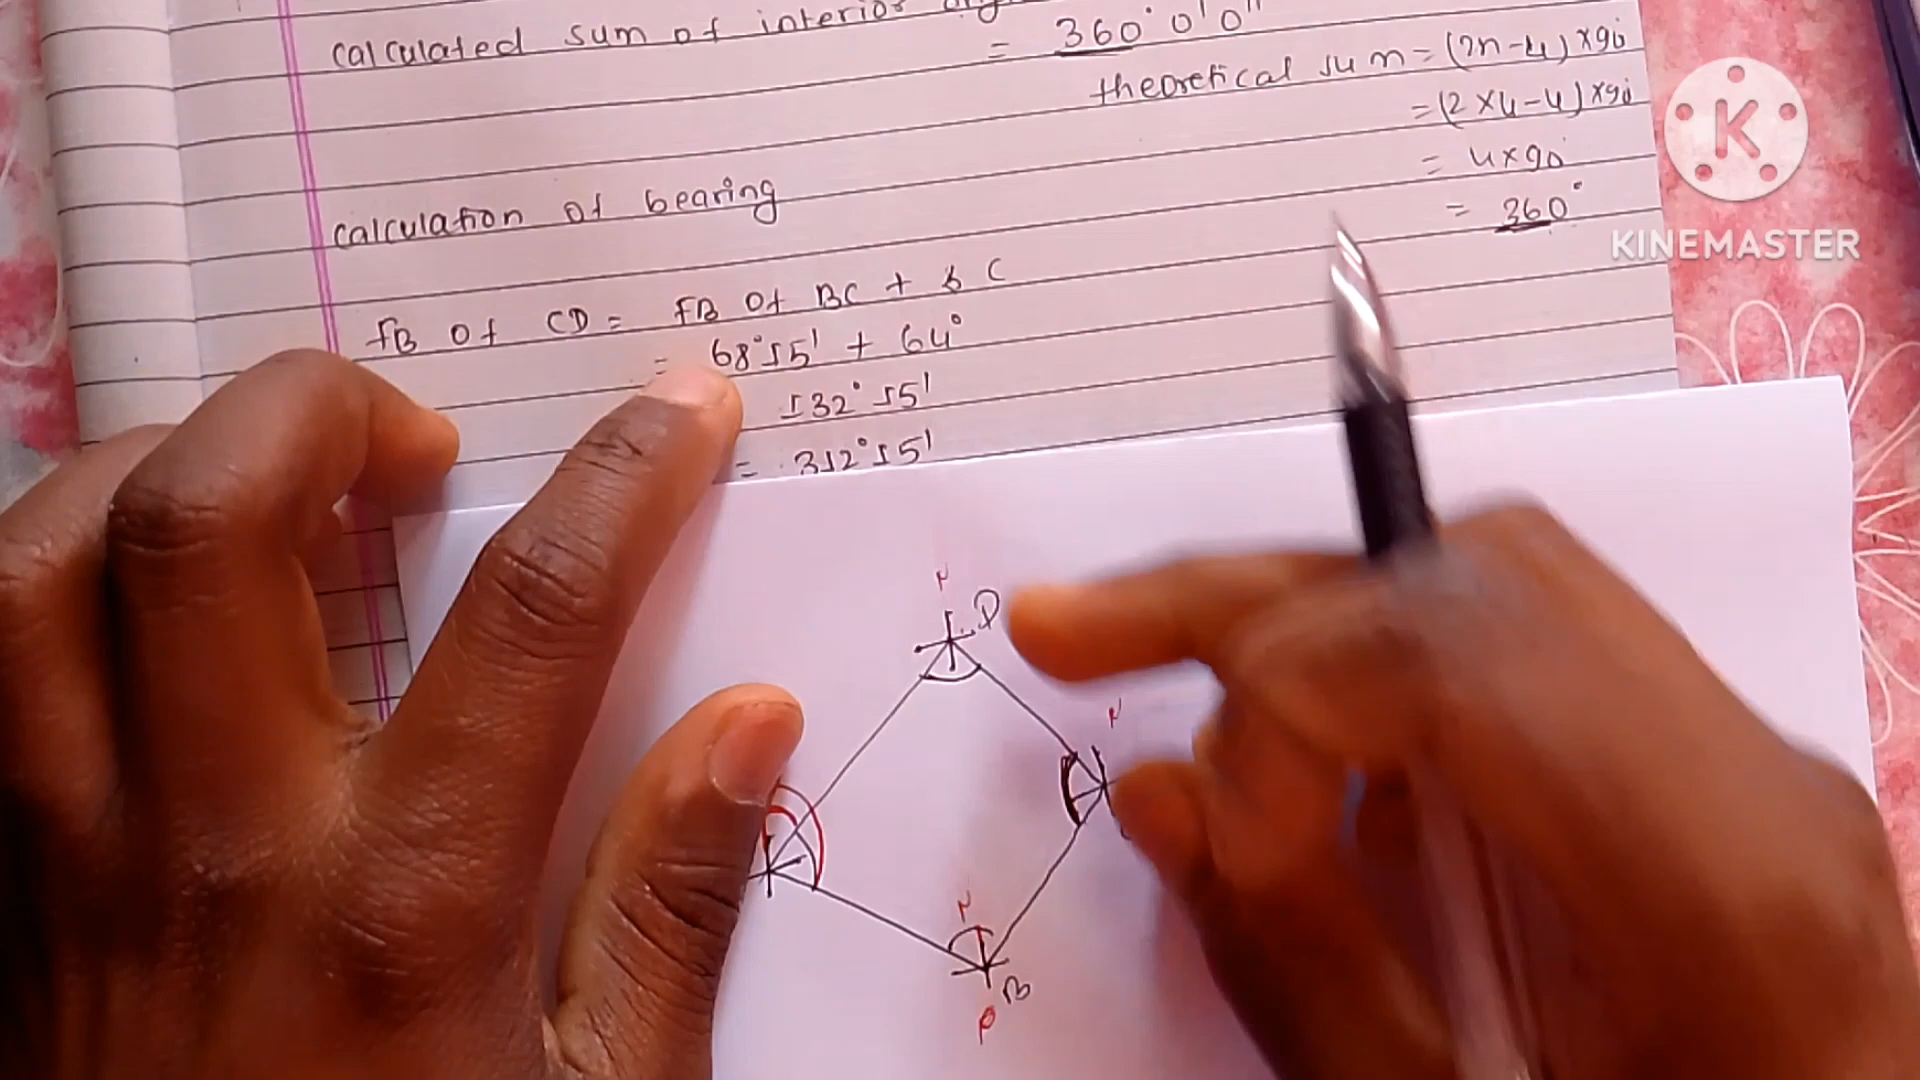 calculated sum of interior
= 360° 0' 0"
theoretical sum = (2n-4) x 90
= (2 x 4 - 4) x 90
= 4 x 90
= 360°
calculation of bearing
FB of CD = FB of BC + & C
= 68°15' + 64°
132° 15'
= 312° 15'
K
KINEMASTER
N
D
N
N
B